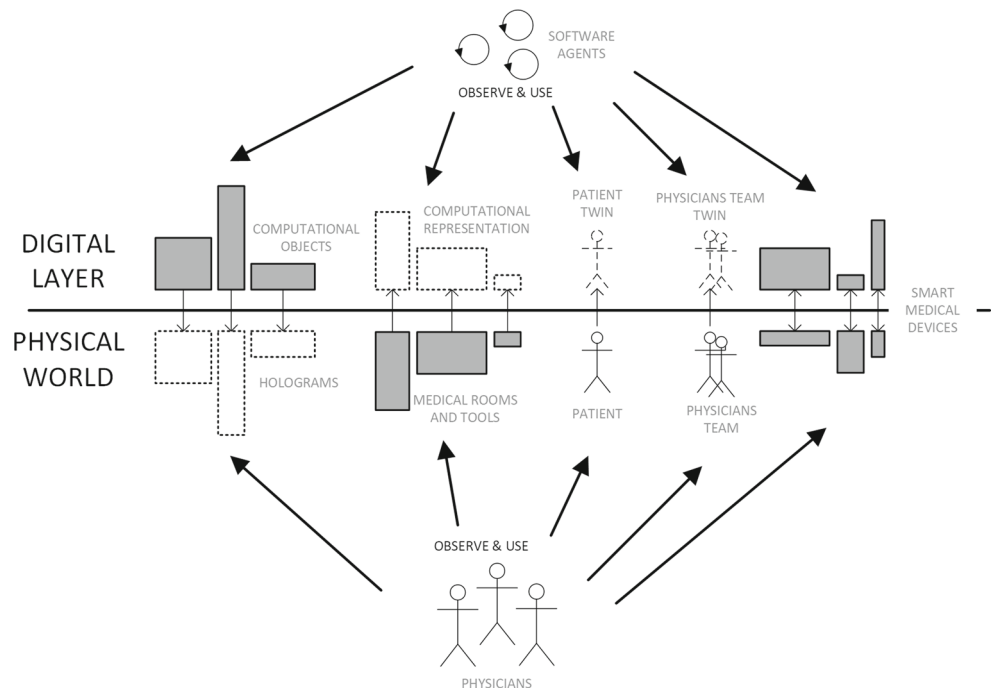 SOFTWARE
AGENTS
OBSERVE & USE
PATIENT
TWIN
PHYSICIANS TEAM
TWIN
COMPUTATIONAL
REPRESENTATION
COMPUTATIONAL
OBJECTS
DIGITAL
LAYER
SMART
MEDICAL
DEVICES
PHYSICAL
WORLD
HOLOGRAMS
MEDICAL ROOMS
AND TOOLS
PATIENT
PHYSICIANS
TEAM
OBSERVE & USE
PHYSICIANS